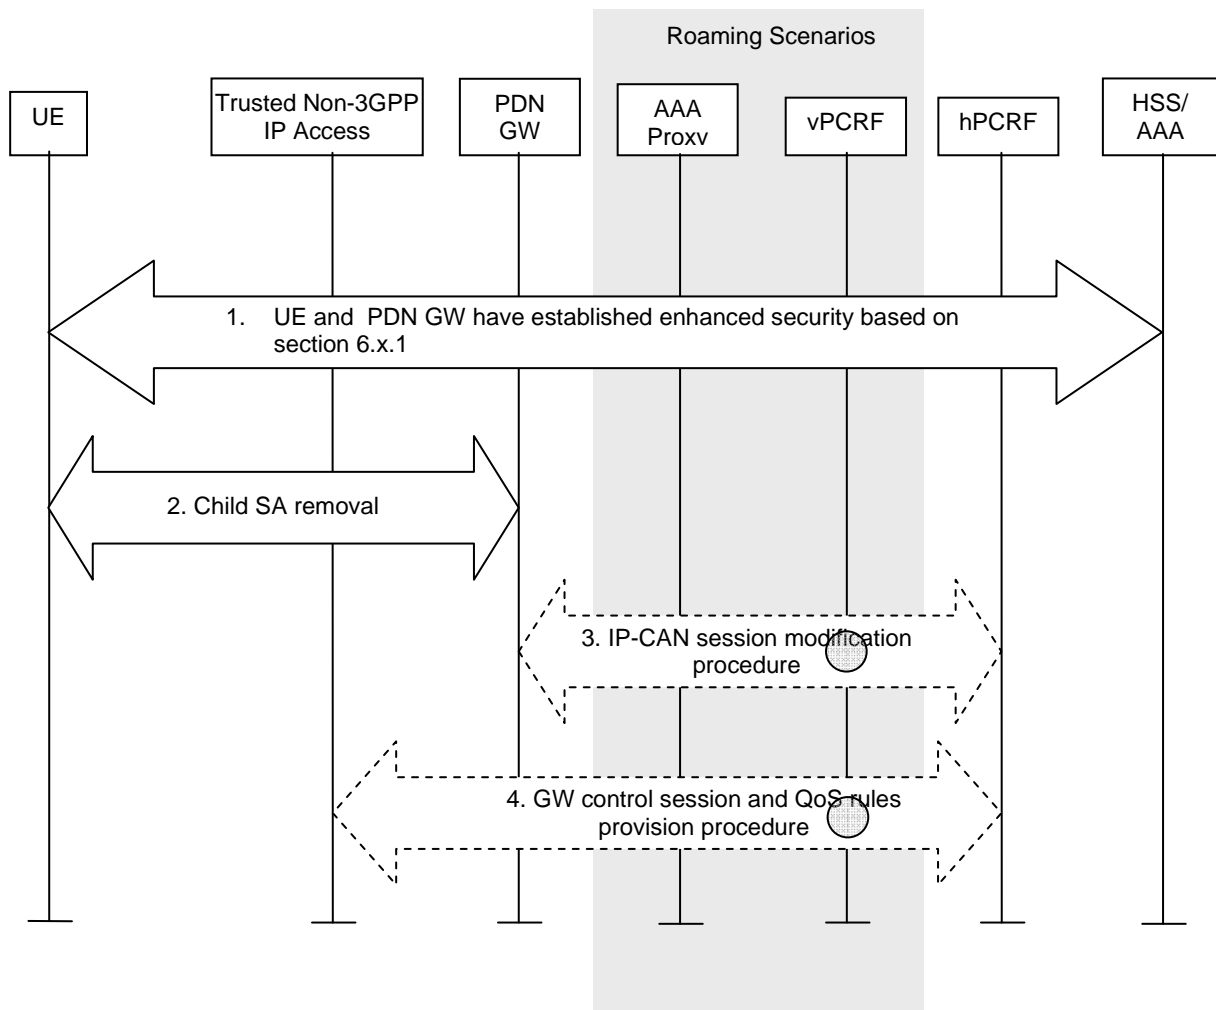 Roaming Scenarios
UE
Trusted Non-3GPP
IP Access
PDN
GW
AAA
Proxv
vPCRF
hPCRF
HSS/
AAA
1. UE and PDN GW have established enhanced security based on
section 6.x.1
2. Child SA removal
3. IP-CAN session modification
procedure
4. GW control session and QoS rules
provision procedure